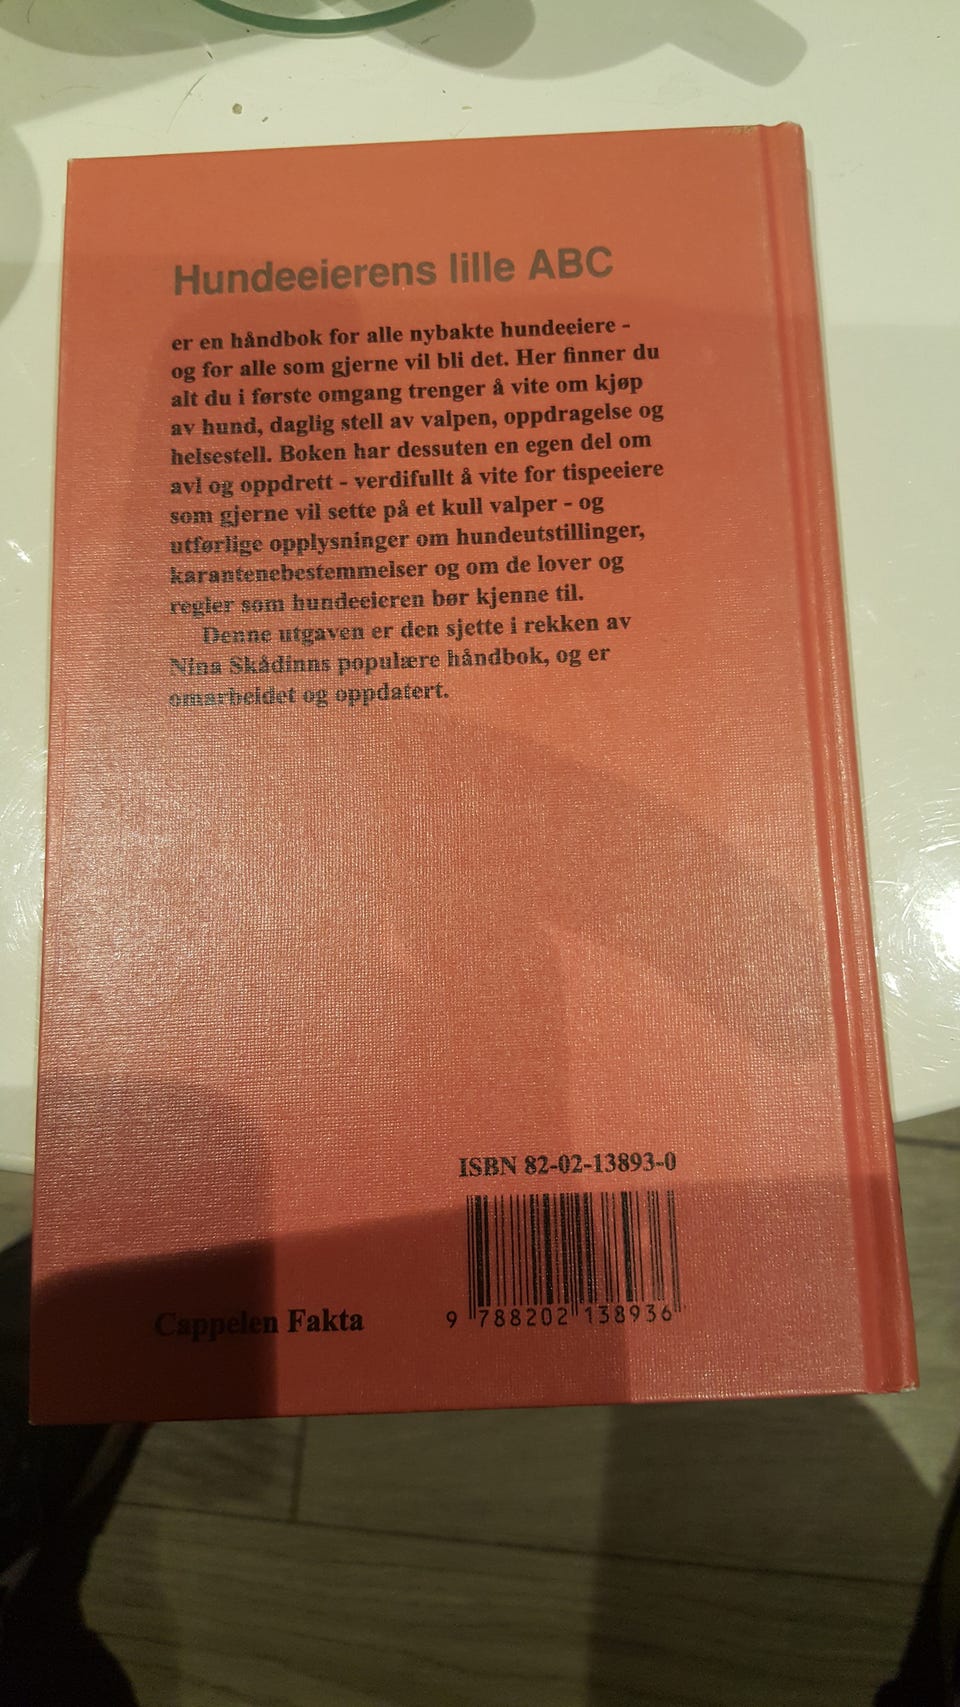 Hundeeierens lille ABC
er en håndbok for alle nybakte hundeeiere -
og for alle som gjerne vil bli det. Her finner du
alt du i første omgang trenger å vite om kjøp
av hund, daglig stell av valpen, oppdragelse og
helsestell. Boken har dessuten en egen del om
avl og oppdrett - verdifullt å vite for tispeeiere
som gjerne vil sette på et kull valper - og
utførlige opplysninger om hundeutstillinger,
karantenebestemmelser og om de lover og
regler som hundeeieren bør kjenne til.
Denne utgaven er den sjette i rekken av
Nina Skådinns populære håndbok, og er
omarbeidet og oppdatert.
ISBN 82-02-13893-0
9 788202 138936
Cappelen Fakta